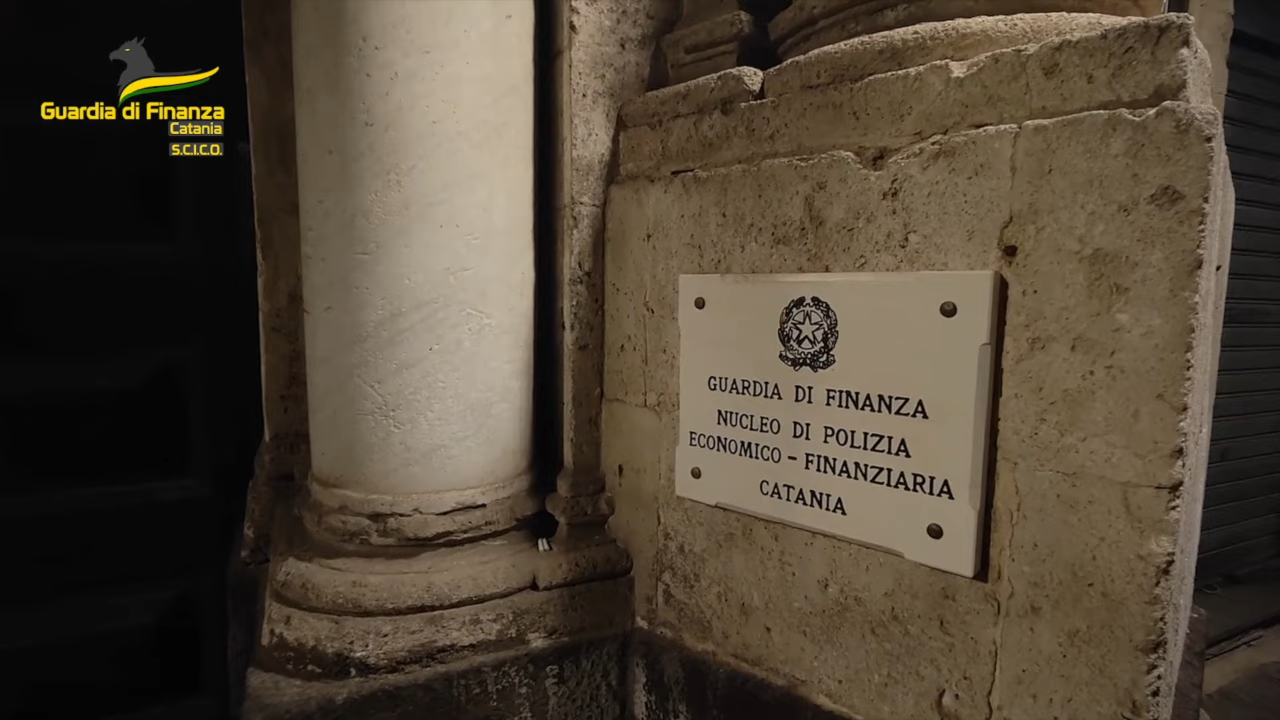 Guardia di Finanza
Catania
S.C.I.C.O.
GUARDIA DI FINANZA
NUCLEO DI POLIZIA
ECONOMICO - FINANZIARIA
CATANIA